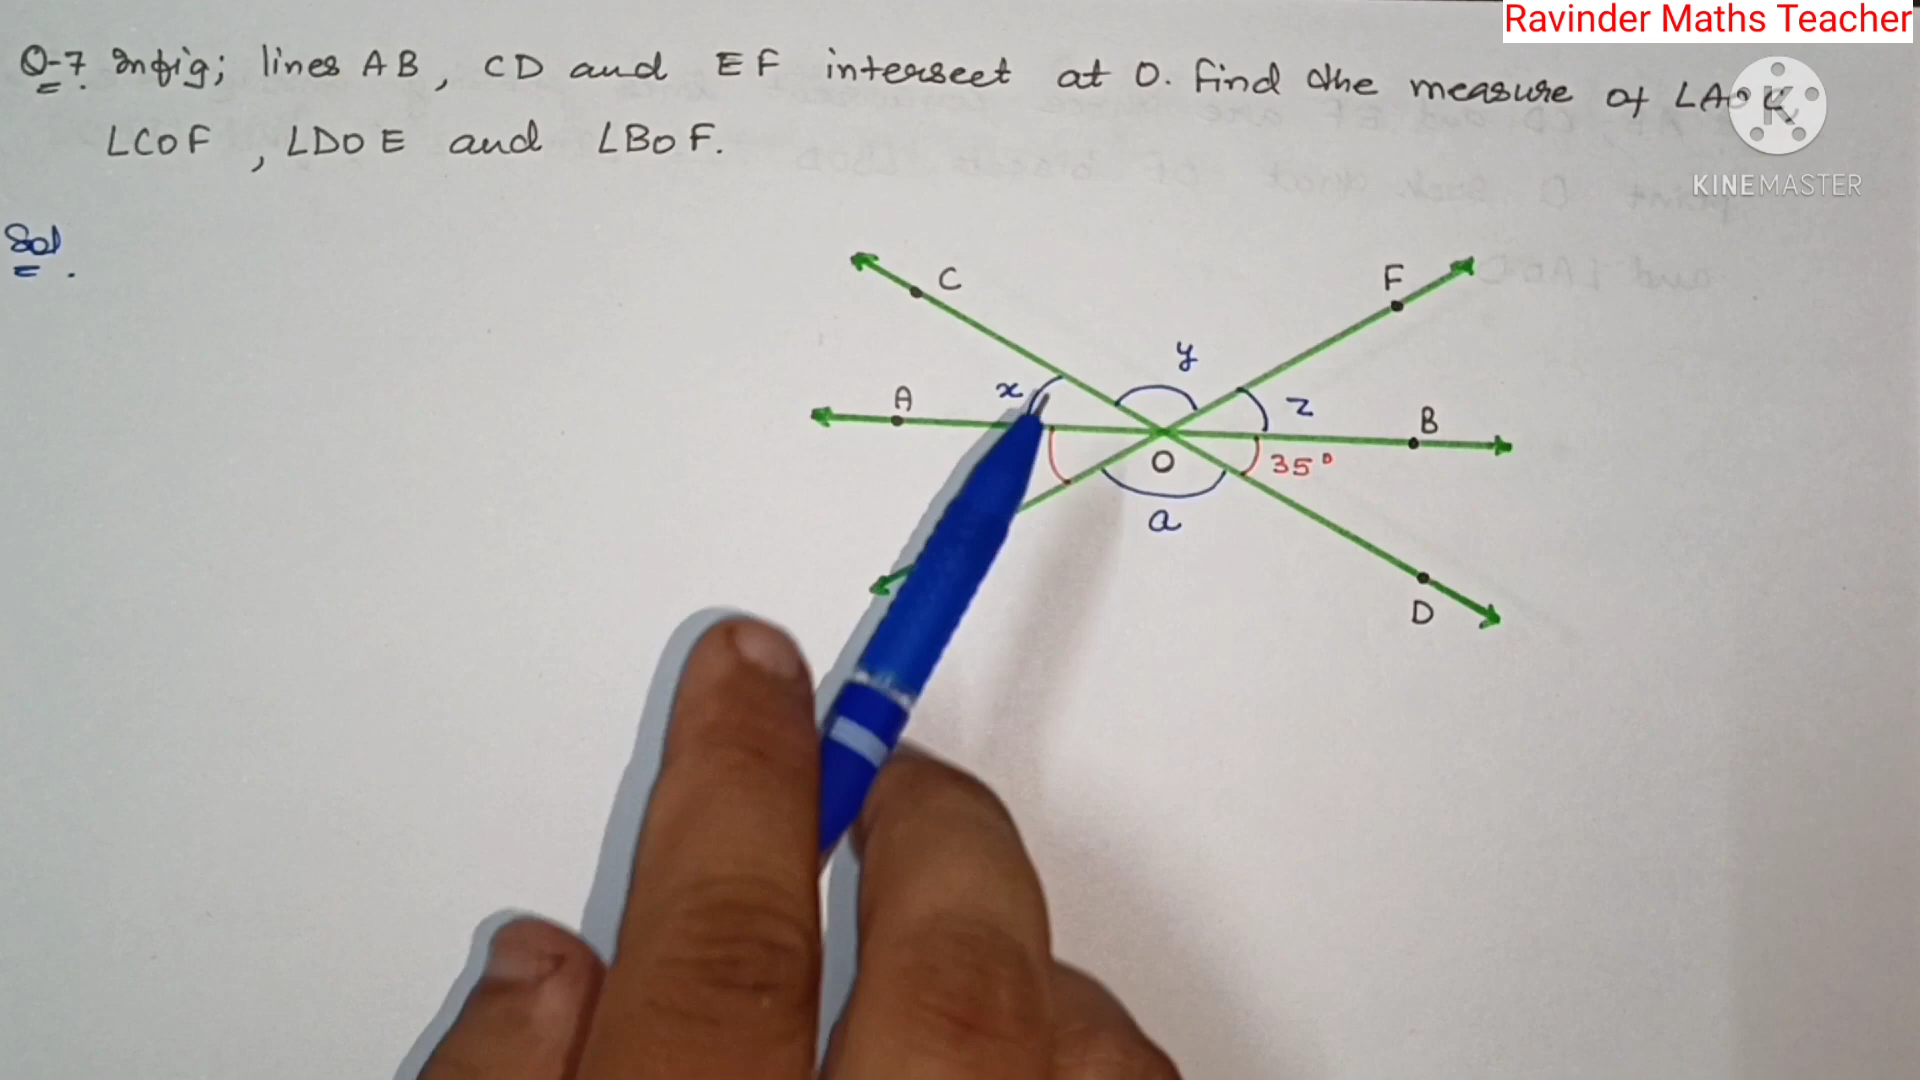 Ravinder Maths Teacher
Q-7. In fig; lines AB, CD and EF intersect at O. Find the measure of
∠COF, ∠DOE and ∠BOF.
K
KINEMASTER
Sol.
C
F
y
x
A
z
B
O
35°
a
D